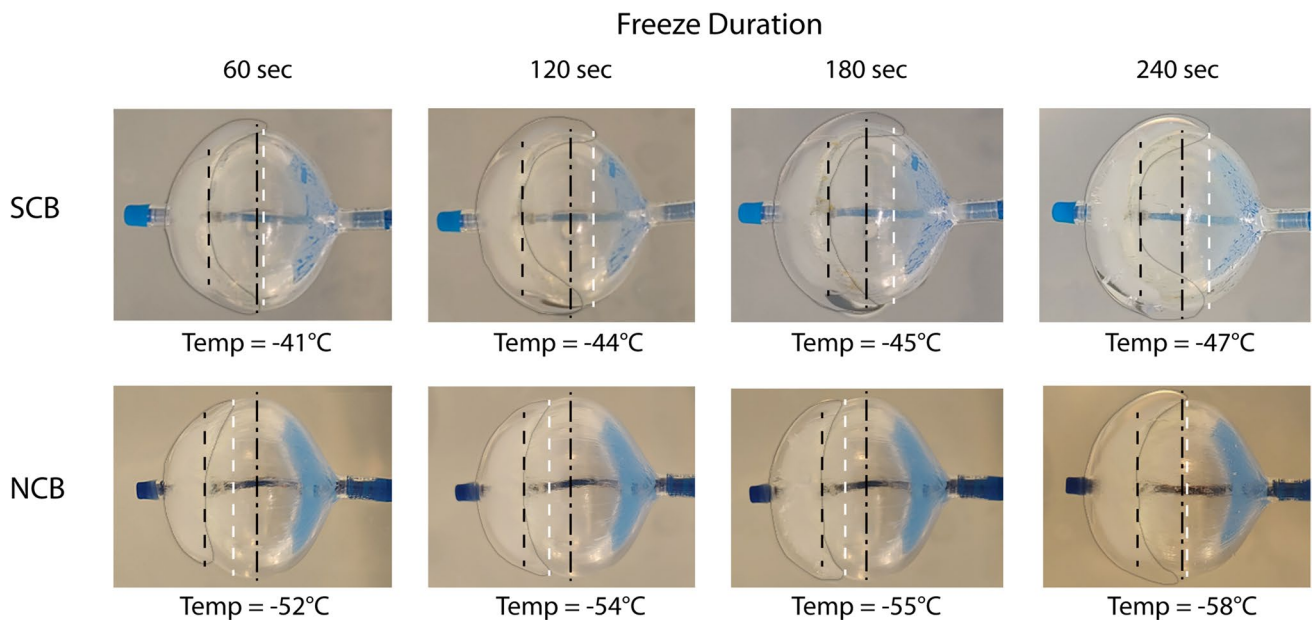 Freeze Duration
60 sec 120 sec 180 sec 240 sec
SCB
Temp = -41°C Temp = -44°C Temp = -45°C Temp = -47°C
NCB
Temp = -52°C Temp = -54°C Temp = -55°C Temp = -58°C